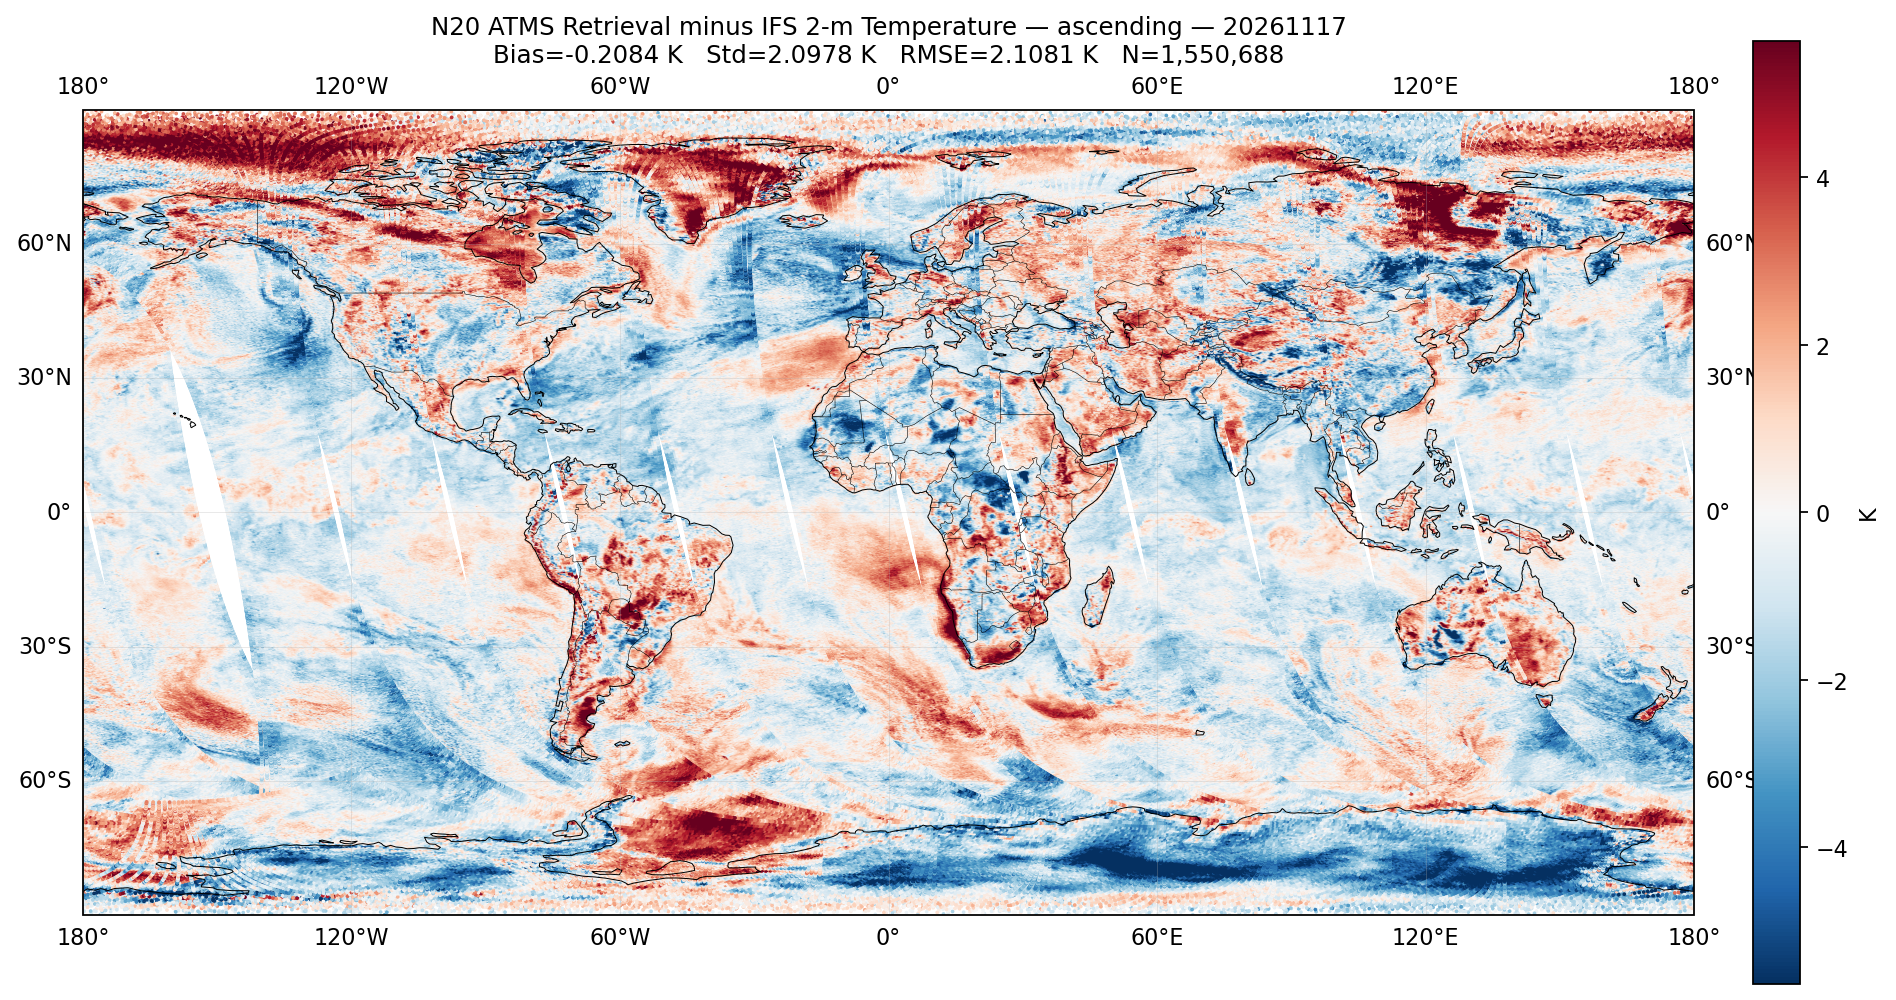 N20 ATMS Retrieval minus IFS 2-m Temperature — ascending — 20261117
Bias=-0.2084 K   Std=2.0978 K   RMSE=2.1081 K   N=1,550,688
180° 120°W 60°W 0° 60°E 120°E 180°
60°N 60°N
30°N 30°N
0° 0°
30°S 30°S
60°S 60°S
180° 120°W 60°W 0° 60°E 120°E 180°
4
2
0
−2
−4
K